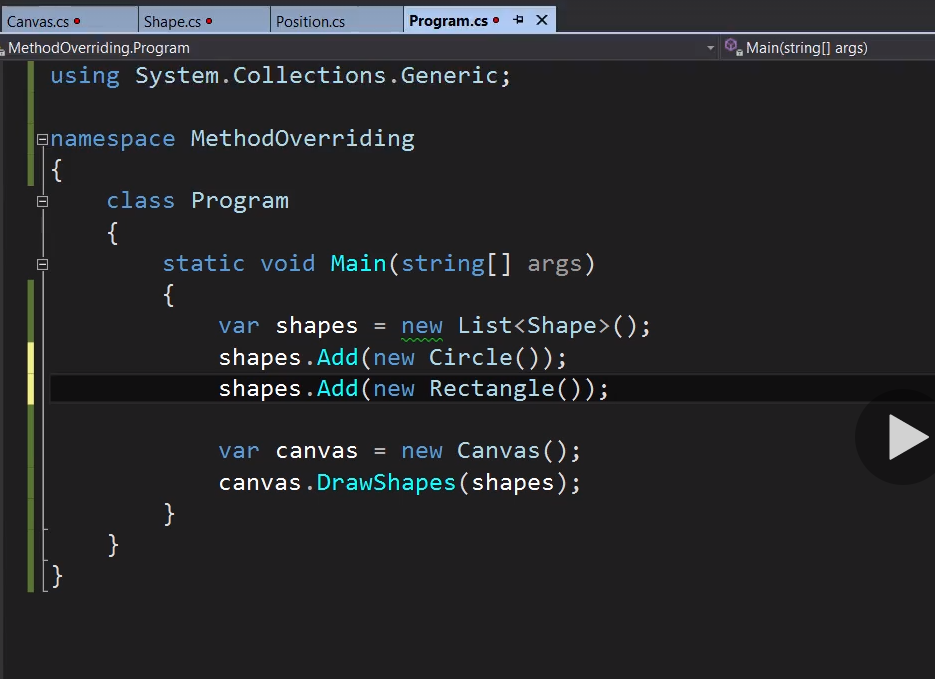 Canvas.cs Shape.cs Position.cs Program.cs
MethodOverriding.Program Main(string[] args)
using System.Collections.Generic;
namespace MethodOverriding
{
class Program
{
static void Main(string[] args)
{
var shapes = new List<Shape>();
shapes.Add(new Circle());
shapes.Add(new Rectangle());
var canvas = new Canvas();
canvas.DrawShapes(shapes);
}
}
}